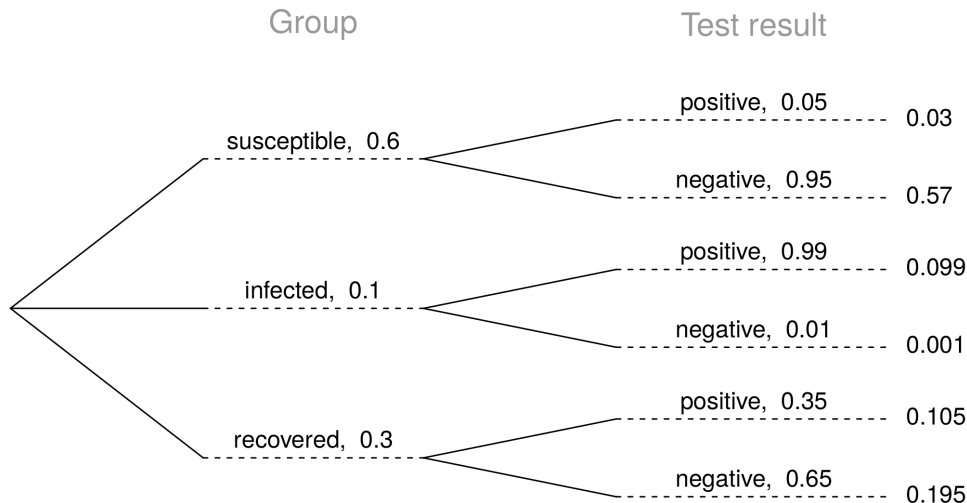 Group
Test result
positive, 0.05
0.03
susceptible, 0.6
negative, 0.95
0.57
positive, 0.99
0.099
infected, 0.1
negative, 0.01
0.001
positive, 0.35
0.105
recovered, 0.3
negative, 0.65
0.195